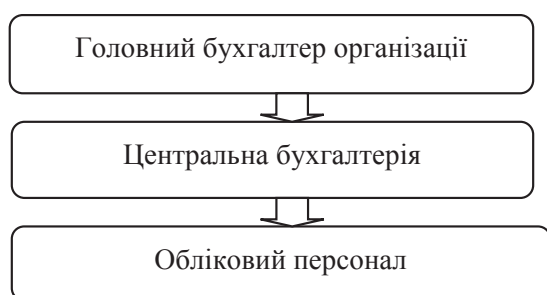 Головний бухгалтер організації
Центральна бухгалтерія
Обліковий персонал